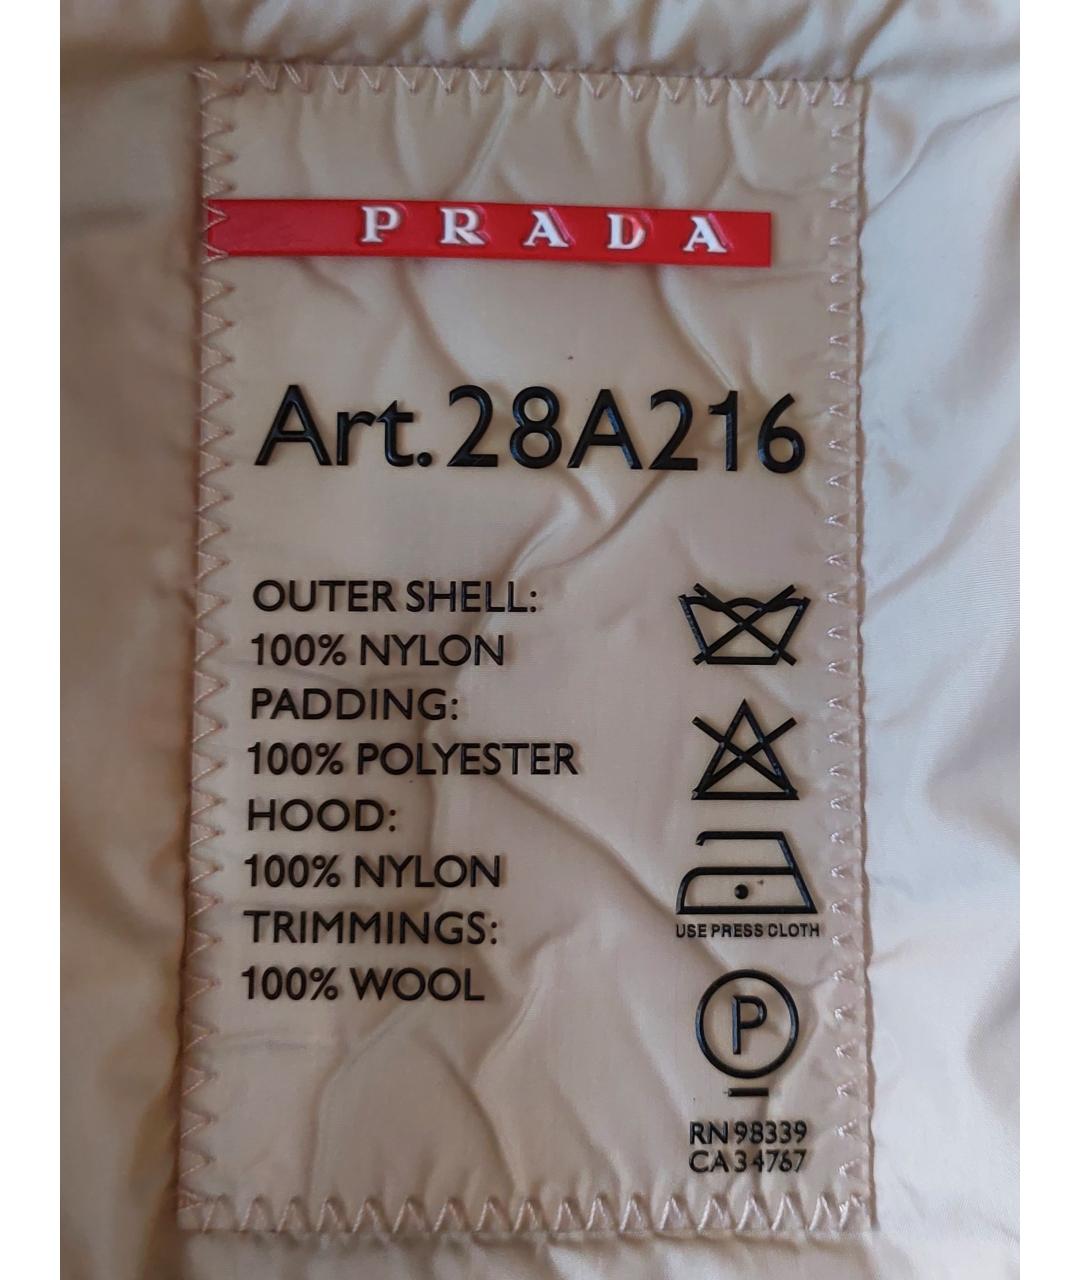 PRADA
Art.28A216
OUTER SHELL:
100% NYLON
PADDING:
100% POLYESTER
HOOD:
100% NYLON
TRIMMINGS:
100% WOOL
USE PRESS CLOTH
P
RN 98339
CA 34767